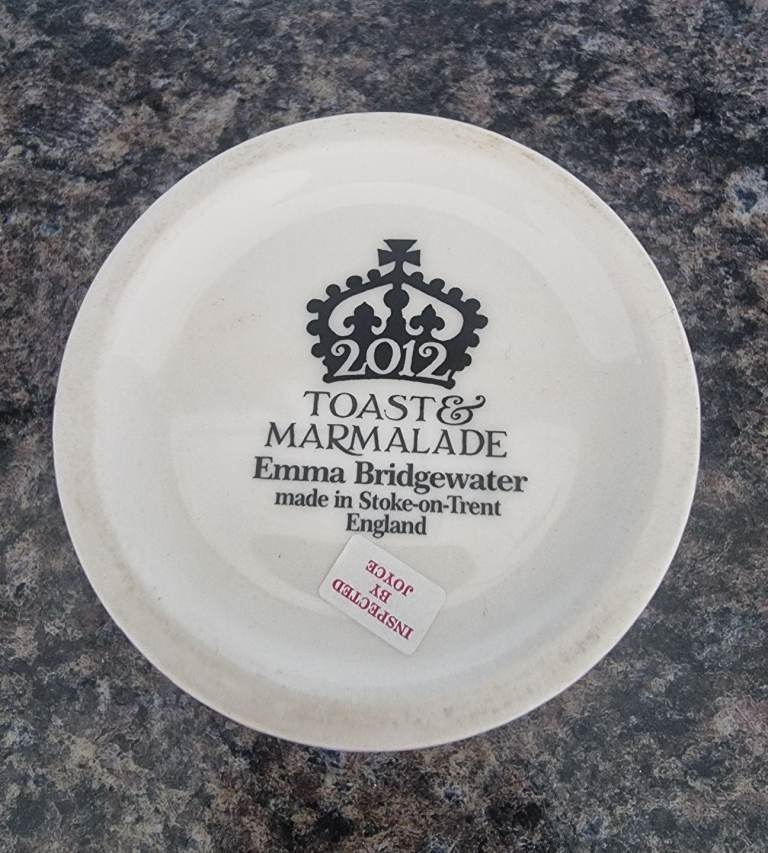 2012
TOAST &
MARMALADE
Emma Bridgewater
made in Stoke-on-Trent
England
INSPECTED
BY
JOYCE